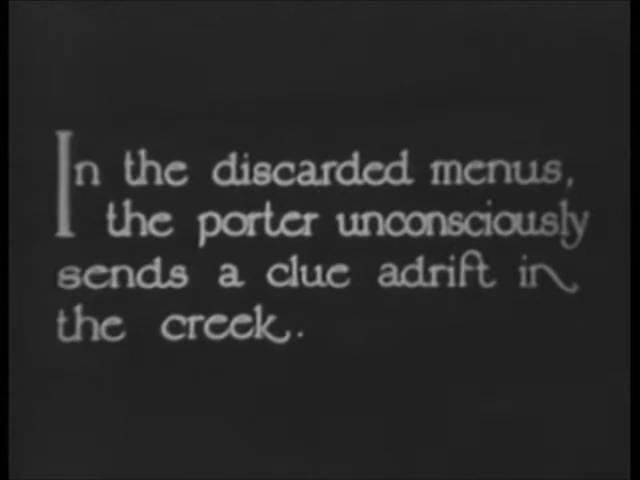 In the discarded menus,
the porter unconsciously
sends a clue adrift in
the creek.